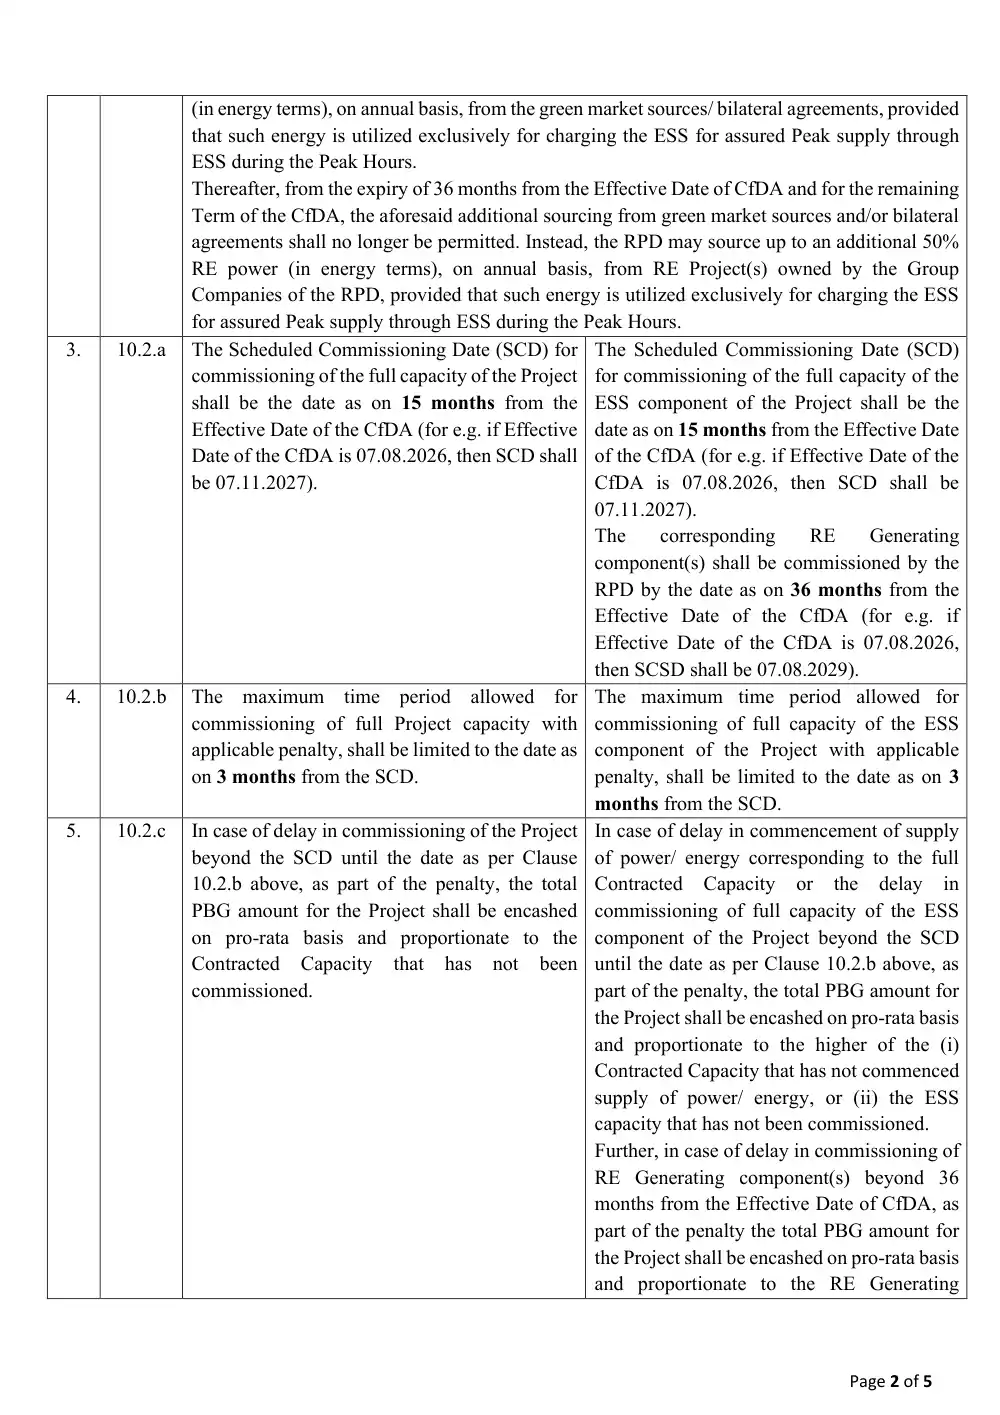 (in energy terms), on annual basis, from the green market sources/ bilateral agreements, provided
that such energy is utilized exclusively for charging the ESS for assured Peak supply through
ESS during the Peak Hours.
Thereafter, from the expiry of 36 months from the Effective Date of CfDA and for the remaining
Term of the CfDA, the aforesaid additional sourcing from green market sources and/or bilateral
agreements shall no longer be permitted. Instead, the RPD may source up to an additional 50%
RE power (in energy terms), on annual basis, from RE Project(s) owned by the Group
Companies of the RPD, provided that such energy is utilized exclusively for charging the ESS
for assured Peak supply through ESS during the Peak Hours.
3.
10.2.a
The Scheduled Commissioning Date (SCD) for
commissioning of the full capacity of the Project
shall be the date as on 15 months from the
Effective Date of the CfDA (for e.g. if Effective
Date of the CfDA is 07.08.2026, then SCD shall
be 07.11.2027).
The Scheduled Commissioning Date (SCD)
for commissioning of the full capacity of the
ESS component of the Project shall be the
date as on 15 months from the Effective Date
of the CfDA (for e.g. if Effective Date of the
CfDA is 07.08.2026, then SCD shall be
07.11.2027).
The corresponding RE Generating
component(s) shall be commissioned by the
RPD by the date as on 36 months from the
Effective Date of the CfDA (for e.g. if
Effective Date of the CfDA is 07.08.2026,
then SCSD shall be 07.08.2029).
4.
10.2.b
The maximum time period allowed for
commissioning of full Project capacity with
applicable penalty, shall be limited to the date as
on 3 months from the SCD.
The maximum time period allowed for
commissioning of full capacity of the ESS
component of the Project with applicable
penalty, shall be limited to the date as on 3
months from the SCD.
5.
10.2.c
In case of delay in commissioning of the Project
beyond the SCD until the date as per Clause
10.2.b above, as part of the penalty, the total
PBG amount for the Project shall be encashed
on pro-rata basis and proportionate to the
Contracted Capacity that has not been
commissioned.
In case of delay in commencement of supply
of power/ energy corresponding to the full
Contracted Capacity or the delay in
commissioning of full capacity of the ESS
component of the Project beyond the SCD
until the date as per Clause 10.2.b above, as
part of the penalty, the total PBG amount for
the Project shall be encashed on pro-rata basis
and proportionate to the higher of the (i)
Contracted Capacity that has not commenced
supply of power/ energy, or (ii) the ESS
capacity that has not been commissioned.
Further, in case of delay in commissioning of
RE Generating component(s) beyond 36
months from the Effective Date of CfDA, as
part of the penalty the total PBG amount for
the Project shall be encashed on pro-rata basis
and proportionate to the RE Generating
Page 2 of 5